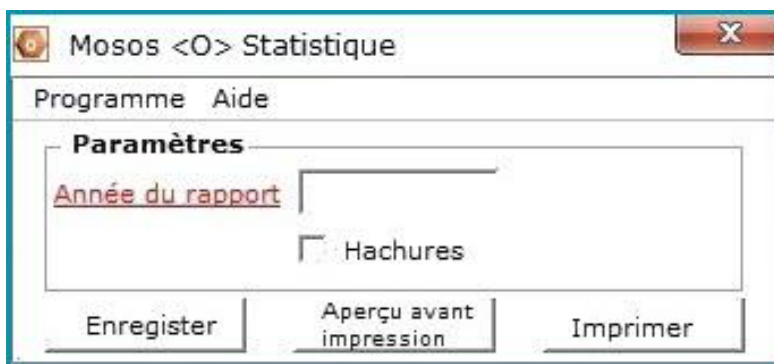 Mosos <O> Statistique
Programme Aide
Paramètres
Année du rapport
Hachures
Enregister
Aperçu avant
impression
Imprimer